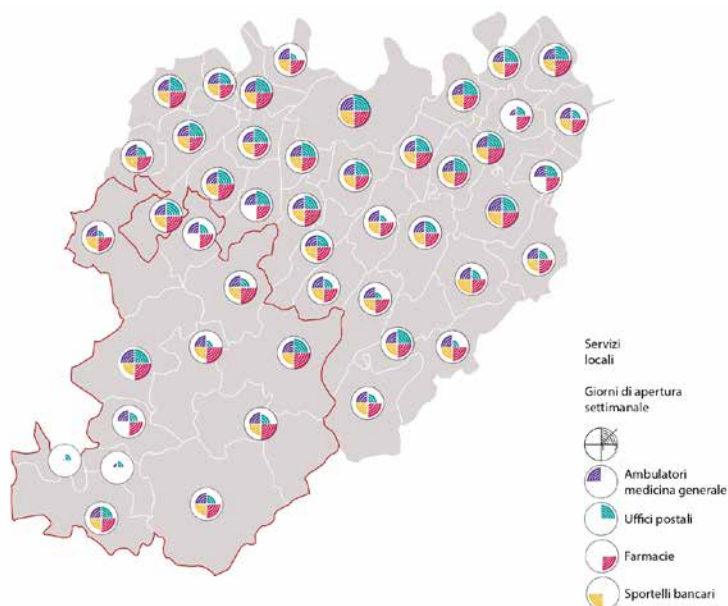 Servizi
locali
Giorni di apertura
settimanale
Ambulatori
medicina generale
Uffici postali
Farmacie
Sportelli bancari